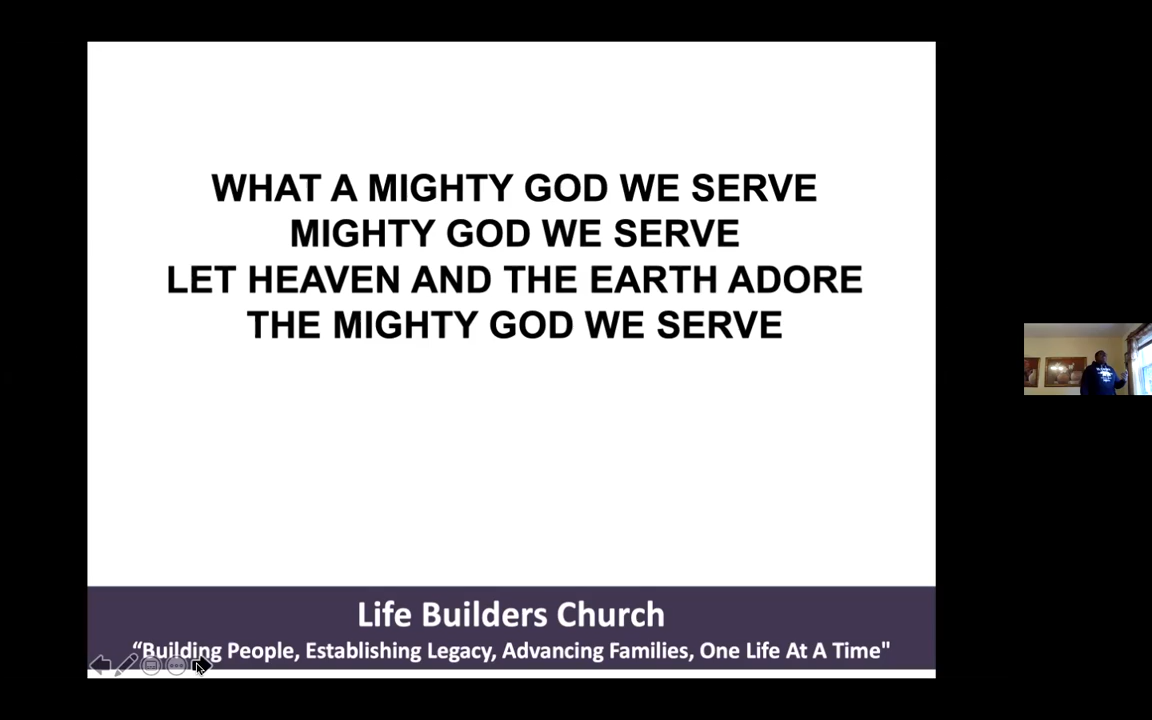 WHAT A MIGHTY GOD WE SERVE
MIGHTY GOD WE SERVE
LET HEAVEN AND THE EARTH ADORE
THE MIGHTY GOD WE SERVE
Life Builders Church
“Building People, Establishing Legacy, Advancing Families, One Life At A Time"